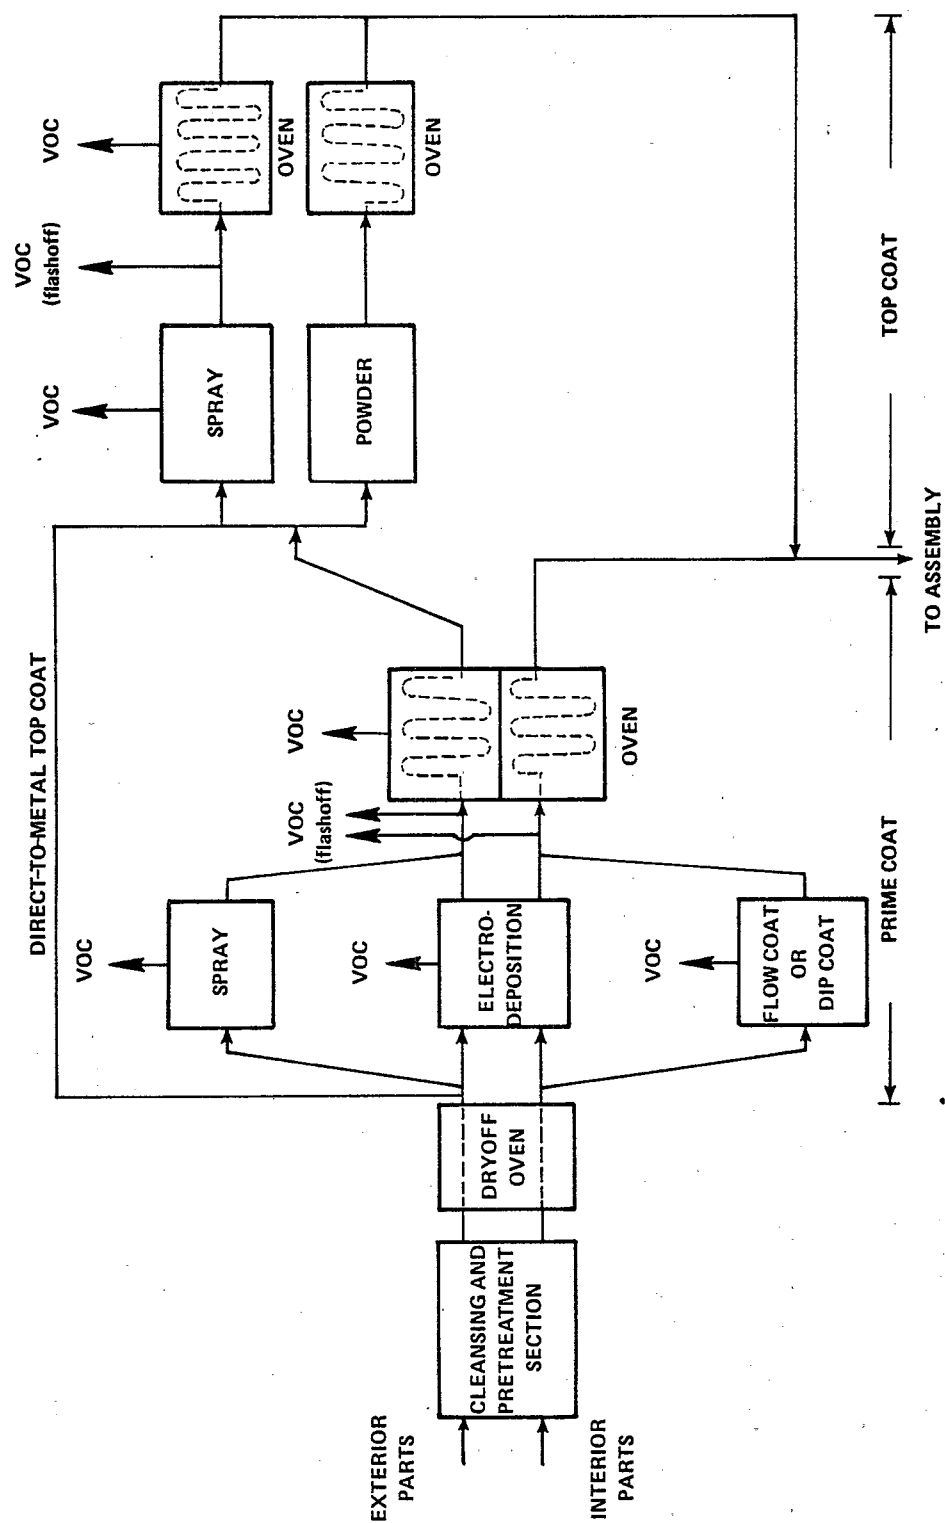 EXTERIOR
PARTS
INTERIOR
PARTS
CLEANSING AND
PRETREATMENT
SECTION
DRYOFF
OVEN
DIRECT-TO-METAL TOP COAT
VOC
SPRAY
VOC
ELECTRO-
DEPOSITION
VOC
FLOW COAT
OR
DIP COAT
VOC
(flashoff)
VOC
OVEN
PRIME COAT
TO ASSEMBLY
VOC
SPRAY
POWDER
VOC
(flashoff)
VOC
OVEN
OVEN
TOP COAT